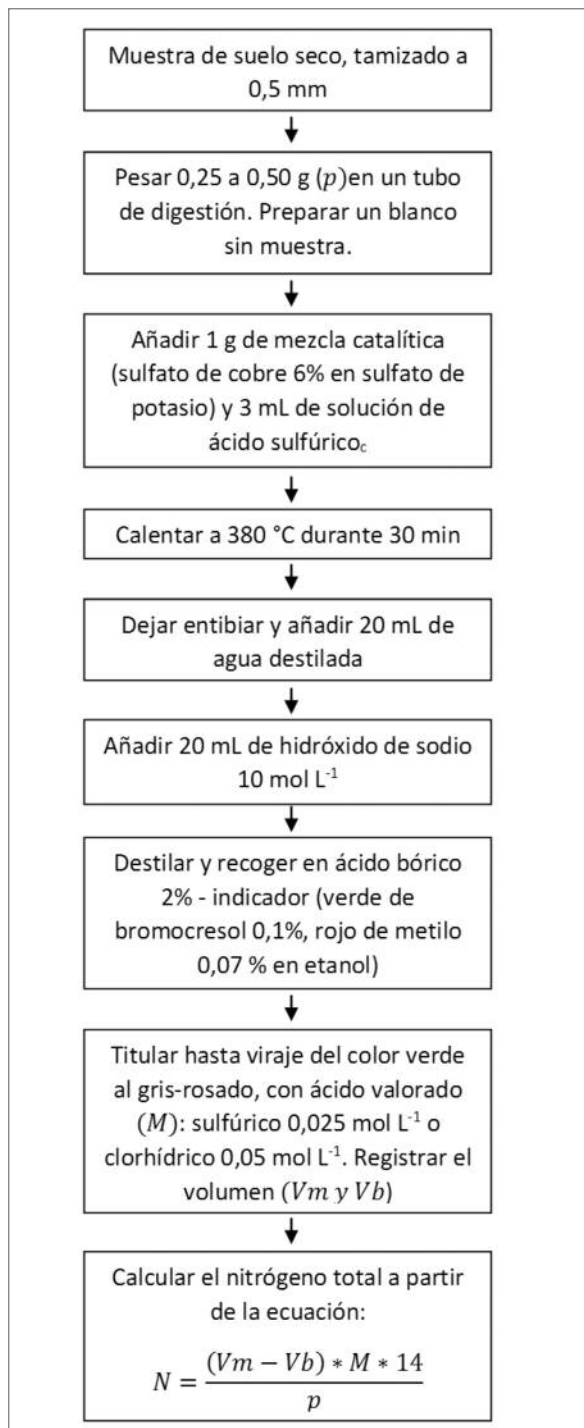 Muestra de suelo seco, tamizado a
0,5 mm
Pesar 0,25 a 0,50 g (p)en un tubo
de digestión. Preparar un blanco
sin muestra.
Añadir 1 g de mezcla catalítica
(sulfato de cobre 6% en sulfato de
potasio) y 3 mL de solución de
ácido sulfúricoc
Calentar a 380 °C durante 30 min
Dejar entibiar y añadir 20 mL de
agua destilada
Añadir 20 mL de hidróxido de sodio
10 mol L-1
Destilar y recoger en ácido bórico
2% - indicador (verde de
bromocresol 0,1%, rojo de metilo
0,07 % en etanol)
Titular hasta viraje del color verde
al gris-rosado, con ácido valorado
(M): sulfúrico 0,025 mol L-1 o
clorhídrico 0,05 mol L-1. Registrar el
volumen (Vm y Vb)
Calcular el nitrógeno total a partir
de la ecuación:
N = (Vm − Vb) * M * 14
p